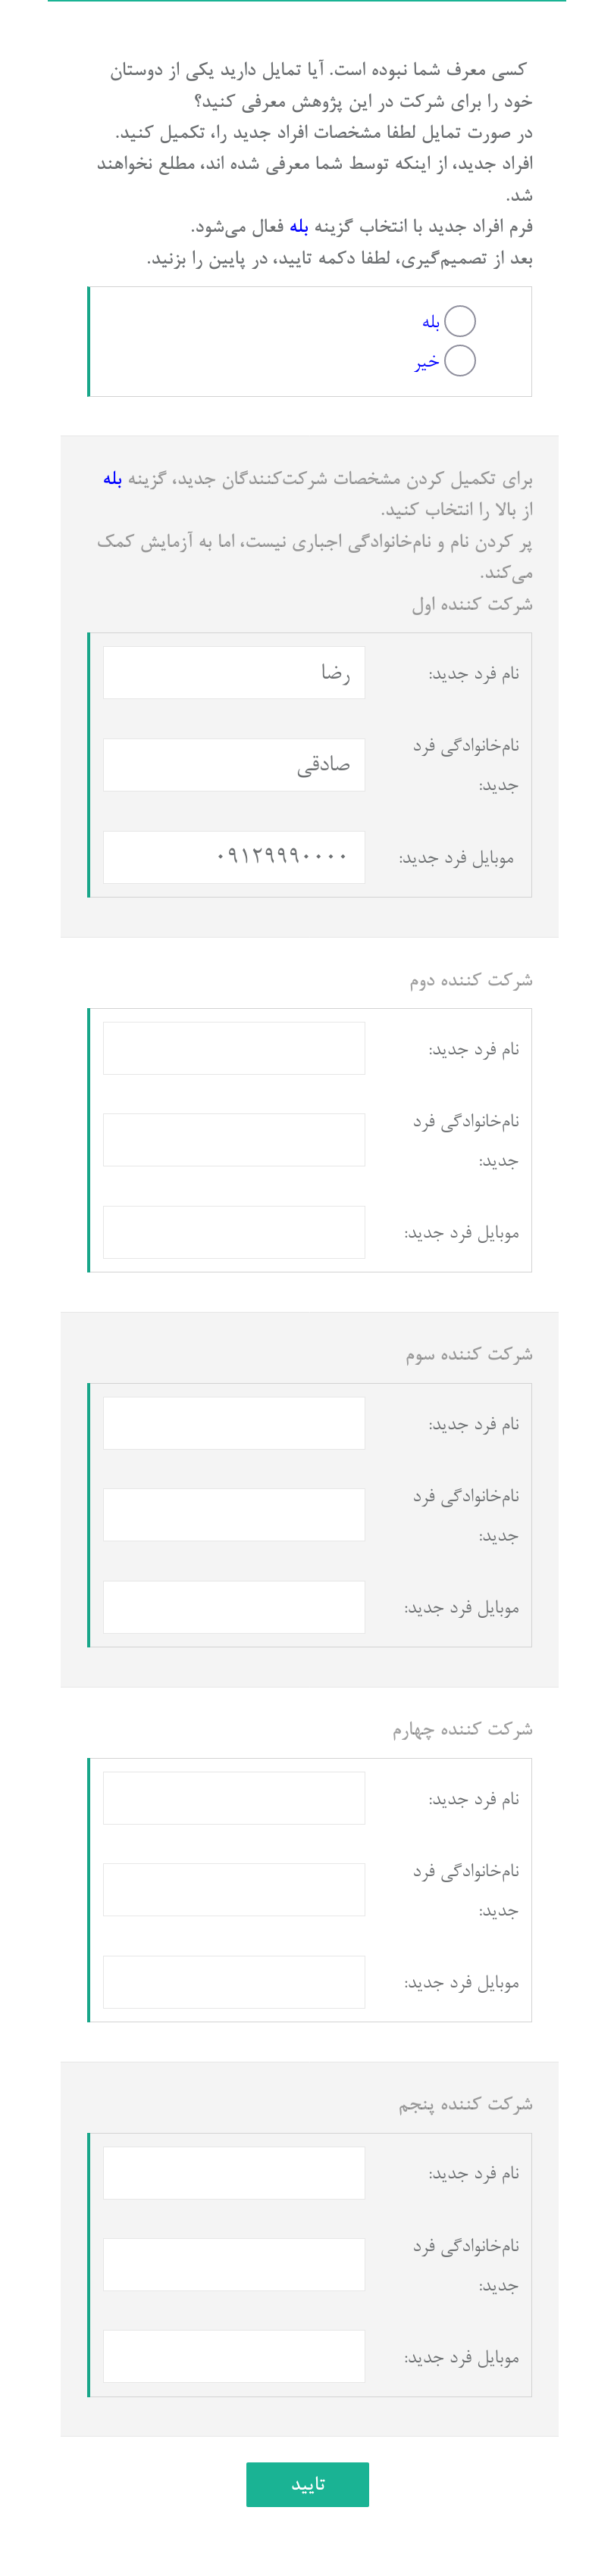 کسی معرف شما نبوده است. آیا تمایل دارید یکی از دوستان
خود را برای شرکت در این پژوهش معرفی کنید؟
در صورت تمایل لطفا مشخصات افراد جدید را، تکمیل کنید.
افراد جدید، از اینکه توسط شما معرفی شده اند، مطلع نخواهند
شد.
فرم افراد جدید با انتخاب گزینه بله فعال می‌شود.
بعد از تصمیم‌گیری، لطفا دکمه تایید، در پایین را بزنید.
بله
خیر
برای تکمیل کردن مشخصات شرکت‌کنندگان جدید، گزینه بله
از بالا را انتخاب کنید.
پر کردن نام و نام‌خانوادگی اجباری نیست، اما به آزمایش کمک
می‌کند.
شرکت کننده اول
نام فرد جدید: رضا
نام‌خانوادگی فرد
جدید: صادقی
موبایل فرد جدید: ۰۹۱۲۹۹۹۰۰۰۰
شرکت کننده دوم
نام فرد جدید:
نام‌خانوادگی فرد
جدید:
موبایل فرد جدید:
شرکت کننده سوم
نام فرد جدید:
نام‌خانوادگی فرد
جدید:
موبایل فرد جدید:
شرکت کننده چهارم
نام فرد جدید:
نام‌خانوادگی فرد
جدید:
موبایل فرد جدید:
شرکت کننده پنجم
نام فرد جدید:
نام‌خانوادگی فرد
جدید:
موبایل فرد جدید:
تایید